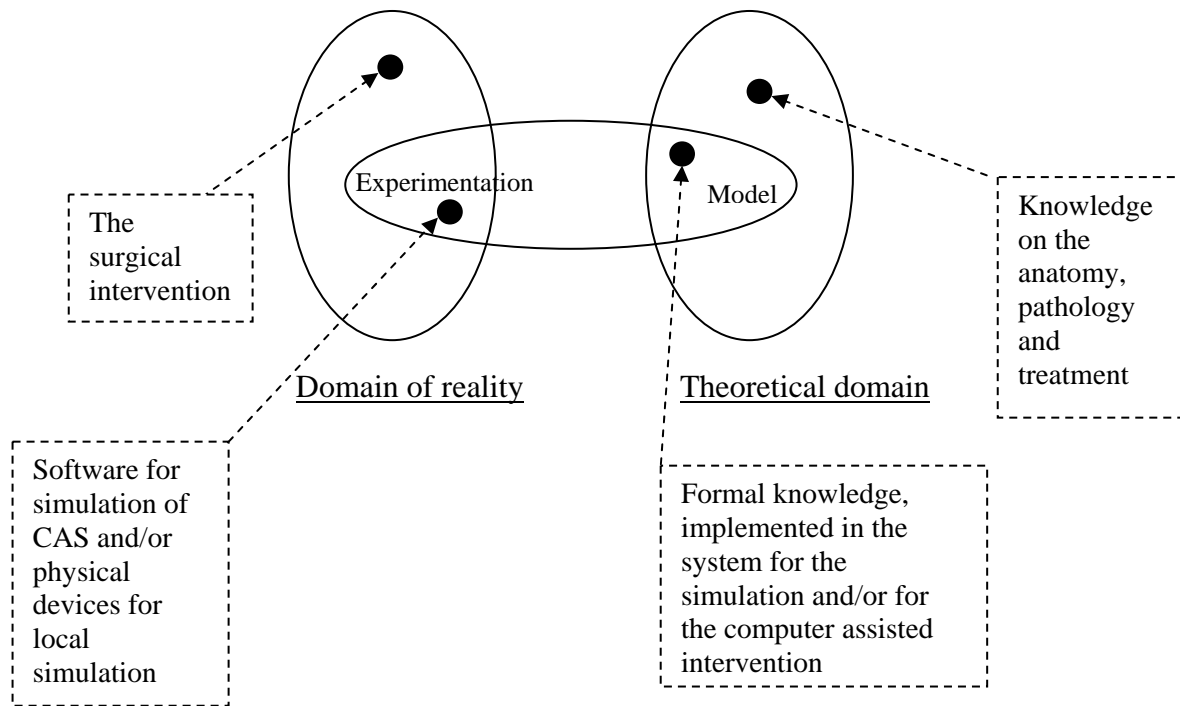 Experimentation
Model
The
surgical
intervention
Knowledge
on the
anatomy,
pathology
and
treatment
Domain of reality
Theoretical domain
Software for
simulation of
CAS and/or
physical
devices for
local
simulation
Formal knowledge,
implemented in the
system for the
simulation and/or for
the computer assisted
intervention